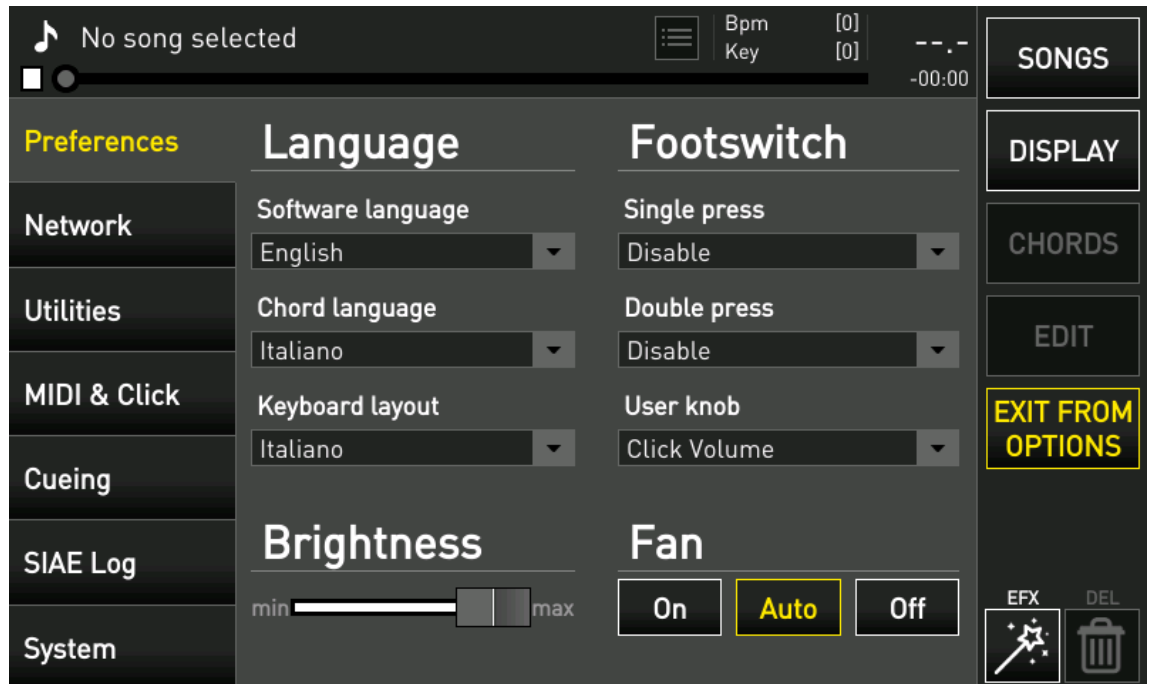 No song selected
Bpm [0]
Key [0]
--.-
-00:00
SONGS
DISPLAY
CHORDS
EDIT
EXIT FROM
OPTIONS
EFX DEL
Preferences
Network
Utilities
MIDI & Click
Cueing
SIAE Log
System
Language
Software language
English
Chord language
Italiano
Keyboard layout
Italiano
Brightness
min max
Footswitch
Single press
Disable
Double press
Disable
User knob
Click Volume
Fan
On Auto Off